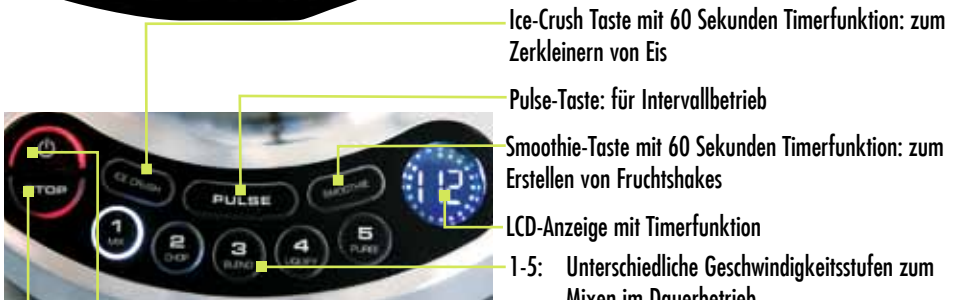 Ice-Crush Taste mit 60 Sekunden Timerfunktion: zum
Zerkleinern von Eis
Pulse-Taste: für Intervallbetrieb
Smoothie-Taste mit 60 Sekunden Timerfunktion: zum
Erstellen von Fruchtshakes
LCD-Anzeige mit Timerfunktion
1-5: Unterschiedliche Geschwindigkeitsstufen zum
Mixen im Dauerbetrieb
STOP
ICE CRUSH
PULSE
SMOOTHIE
112
1 MIX
2 CHOP
3 BLEND
4 LIQUIFY
5 PUREE